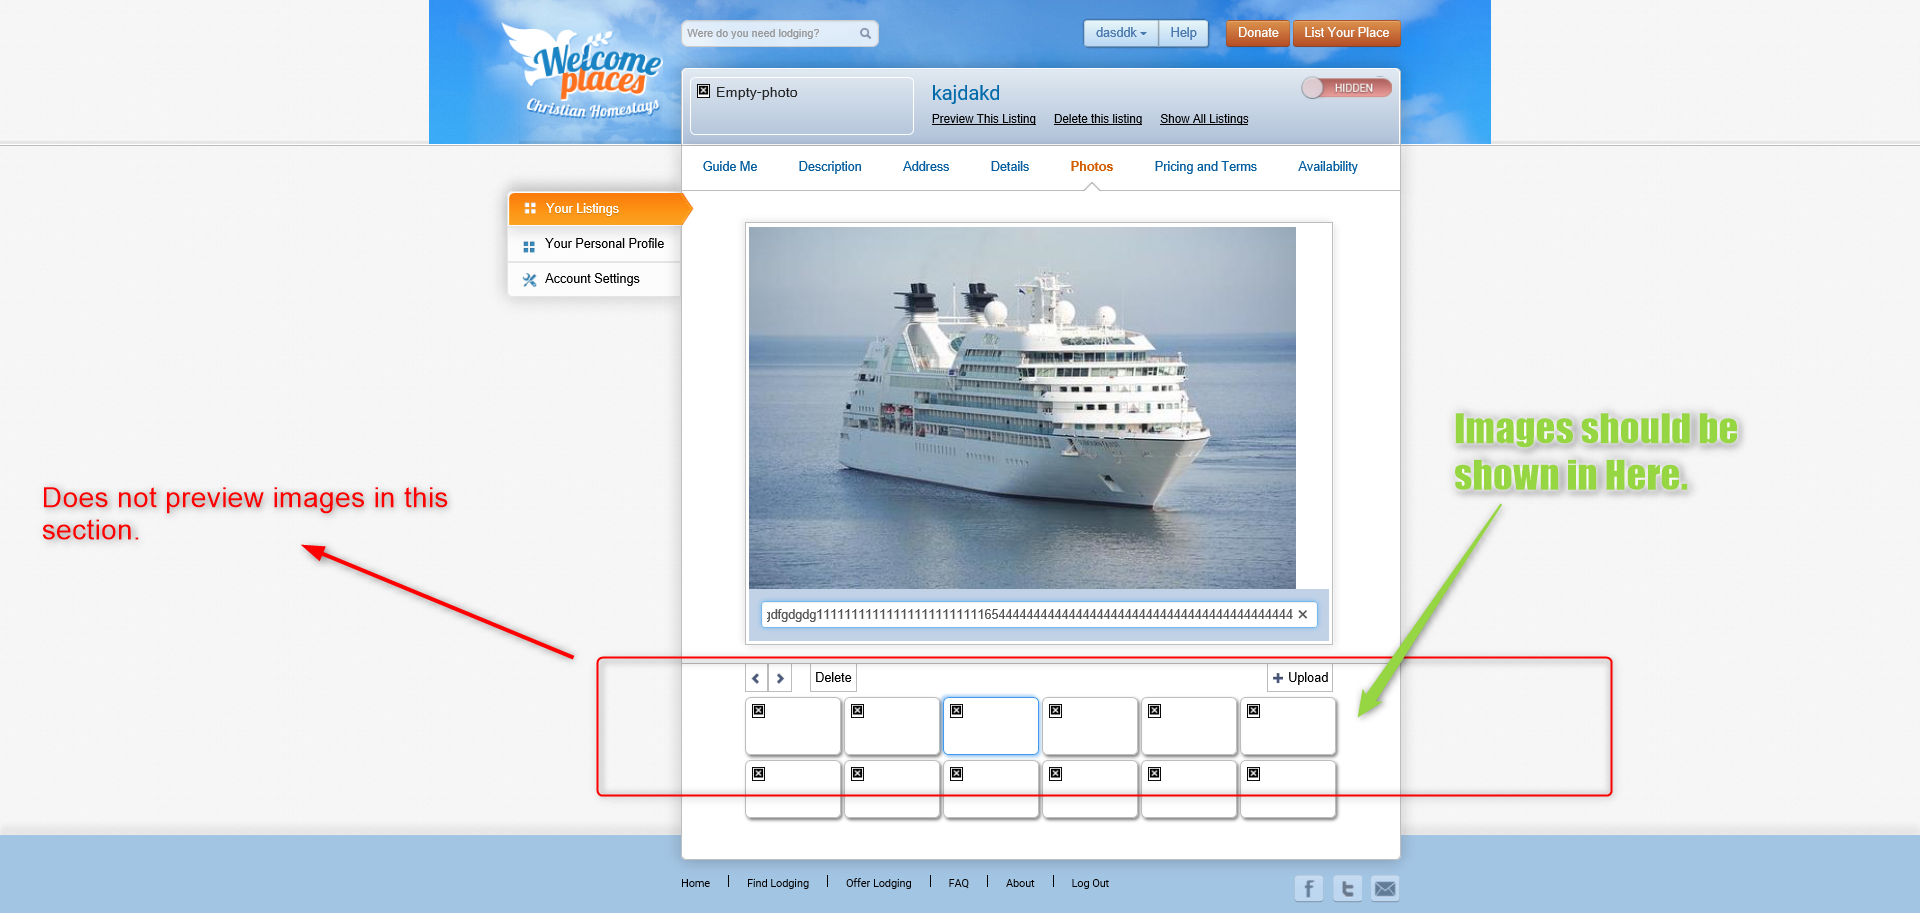 Welcome
places
Christian Homestays
Were do you need lodging?
dasddk
Help
Donate
List Your Place
Empty-photo
kajdakd
HIDDEN
Preview This Listing
Delete this listing
Show All Listings
Guide Me
Description
Address
Details
Photos
Pricing and Terms
Availability
Your Listings
Your Personal Profile
Account Settings
Images should be
shown in Here.
Does not preview images in this
section.
Delete
Upload
Home
Find Lodging
Offer Lodging
FAQ
About
Log Out